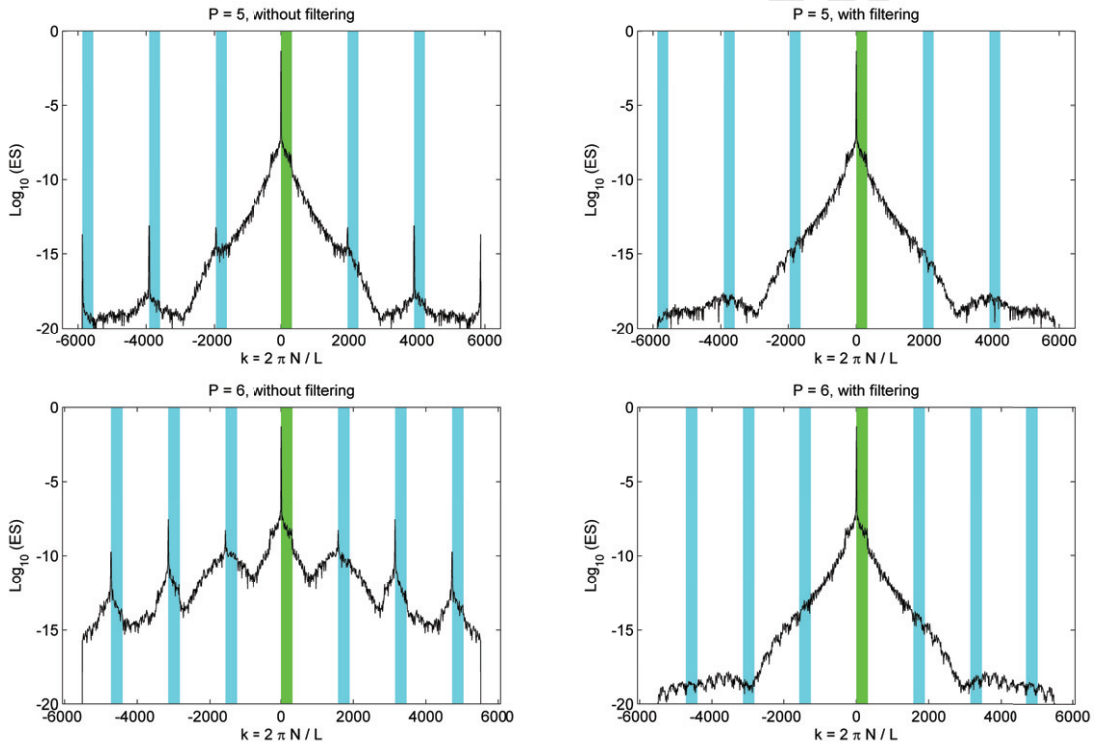 P = 5, without filtering
0
-5
-10
-15
-20
Log10 (ES)
-6000 -4000 -2000 0 2000 4000 6000
k = 2 π N / L
P = 5, with filtering
0
-5
-10
-15
-20
Log10 (ES)
-6000 -4000 -2000 0 2000 4000 6000
k = 2 π N / L
P = 6, without filtering
0
-5
-10
-15
-20
Log10 (ES)
-6000 -4000 -2000 0 2000 4000 6000
k = 2 π N / L
P = 6, with filtering
0
-5
-10
-15
-20
Log10 (ES)
-6000 -4000 -2000 0 2000 4000 6000
k = 2 π N / L